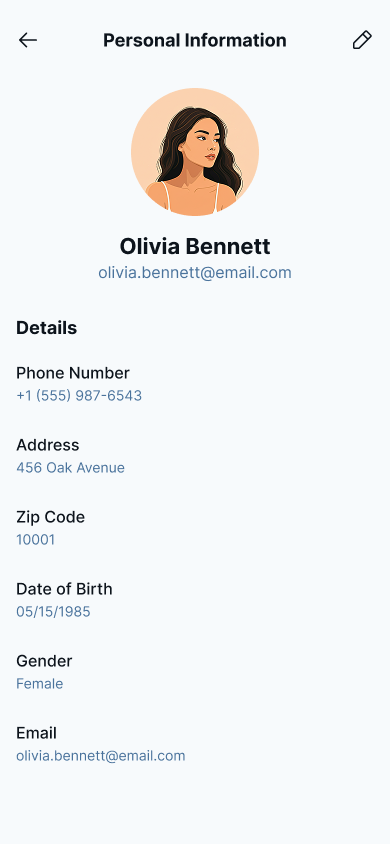 Personal Information
Olivia Bennett
olivia.bennett@email.com
Details
Phone Number
+1 (555) 987-6543
Address
456 Oak Avenue
Zip Code
10001
Date of Birth
05/15/1985
Gender
Female
Email
olivia.bennett@email.com